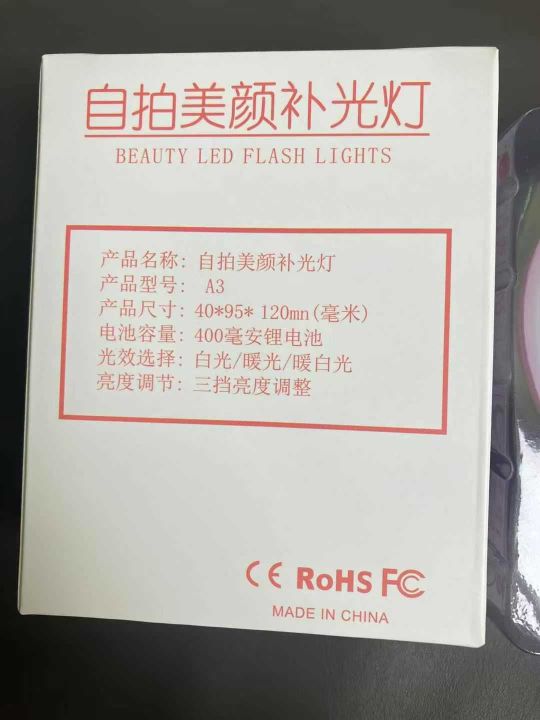 自拍美颜补光灯
BEAUTY LED FLASH LIGHTS
产品名称: 自拍美颜补光灯
产品型号: A3
产品尺寸: 40*95* 120mn(毫米)
电池容量: 400毫安锂电池
光效选择: 白光/暖光/暖白光
亮度调节: 三挡亮度调整
CE RoHS FC
MADE IN CHINA